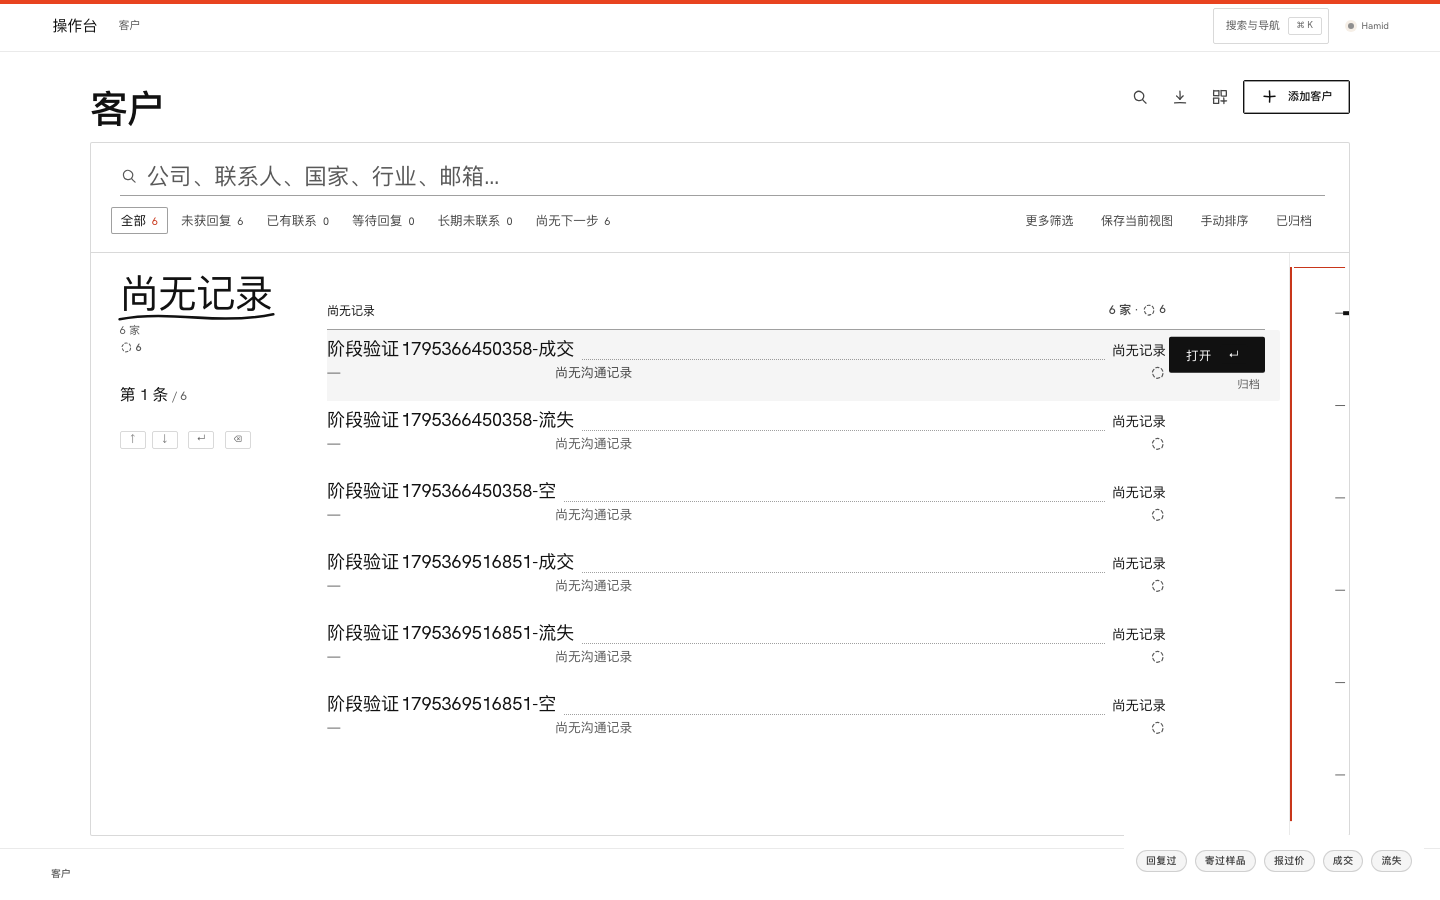 操作台 客户 搜索与导航 ⌘ K Hamid
客户
添加客户
公司、联系人、国家、行业、邮箱...
全部 6 未获回复 6 已有联系 0 等待回复 0 长期未联系 0 尚无下一步 6 更多筛选 保存当前视图 手动排序 已归档
尚无记录
6 家
6
第 1 条 / 6
↑ ↓ ↵ ⌫
尚无记录 6 家 · 6
阶段验证 1795366450358-成交 尚无记录 打开 ↵
— 尚无沟通记录 归档
阶段验证 1795366450358-流失 尚无记录
— 尚无沟通记录
阶段验证 1795366450358-空 尚无记录
— 尚无沟通记录
阶段验证 1795369516851-成交 尚无记录
— 尚无沟通记录
阶段验证 1795369516851-流失 尚无记录
— 尚无沟通记录
阶段验证 1795369516851-空 尚无记录
— 尚无沟通记录
回复过 寄过样品 报过价 成交 流失
客户